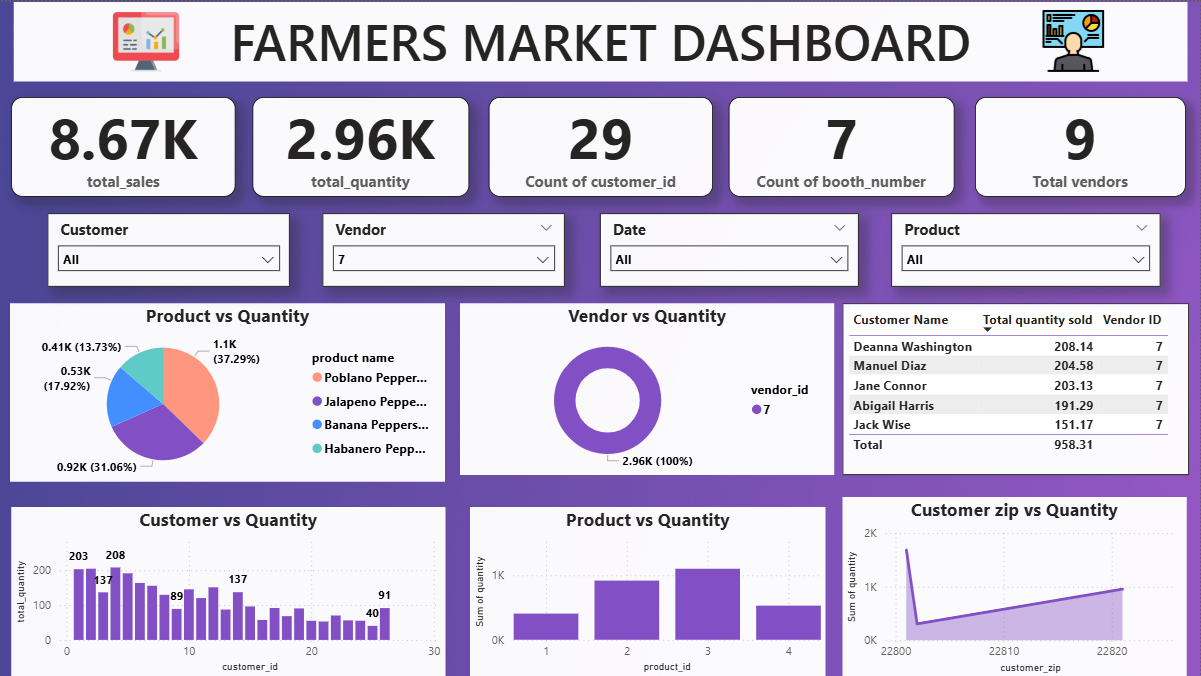 FARMERS MARKET DASHBOARD
8.67K
total_sales
2.96K
total_quantity
29
Count of customer_id
7
Count of booth_number
9
Total vendors
Customer
All
Vendor
7
Date
All
Product
All
Product vs Quantity
1.1K
(37.29%)
0.92K (31.06%)
0.53K
(17.92%)
0.41K (13.73%)
product name
Poblano Pepper...
Jalapeno Peppe...
Banana Peppers...
Habanero Pepp...
Vendor vs Quantity
2.96K (100%)
vendor_id
7
Customer Name Total quantity sold Vendor ID
Deanna Washington 208.14 7
Manuel Diaz 204.58 7
Jane Connor 203.13 7
Abigail Harris 191.29 7
Jack Wise 151.17 7
Total 958.31
Customer vs Quantity
total_quantity
200
100
0
203
137
208
89
137
40
91
0 10 20 30
customer_id
Product vs Quantity
Sum of quantity
1K
0K
1 2 3 4
product_id
Customer zip vs Quantity
Sum of quantity
2K
1K
0K
22800 22810 22820
customer_zip